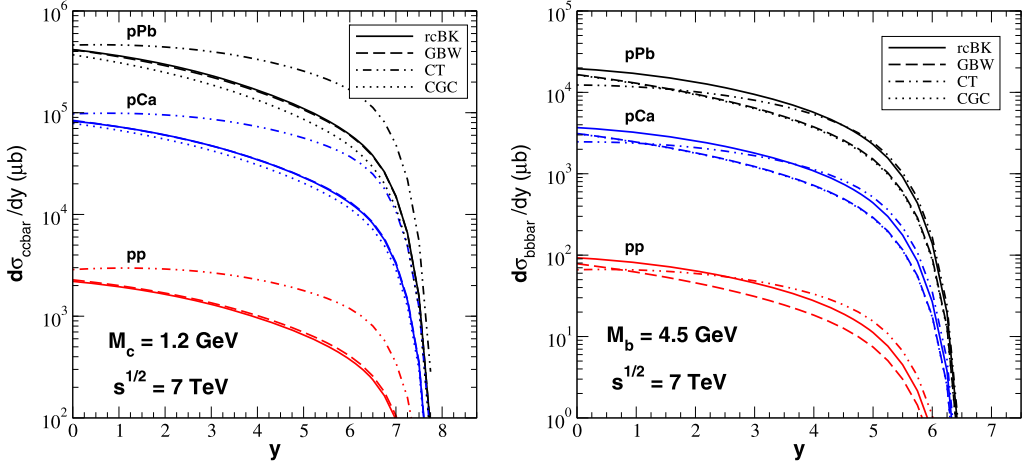 10^6
10^5
10^4
10^3
10^2
0 1 2 3 4 5 6 7 8
y
dσ_ccbar /dy (μb)
pPb
pCa
pp
rcBK
GBW
CT
CGC
M_c = 1.2 GeV
s^1/2 = 7 TeV
10^5
10^4
10^3
10^2
10^1
10^0
0 1 2 3 4 5 6 7
y
dσ_bbbar /dy (μb)
pPb
pCa
pp
rcBK
GBW
CT
CGC
M_b = 4.5 GeV
s^1/2 = 7 TeV